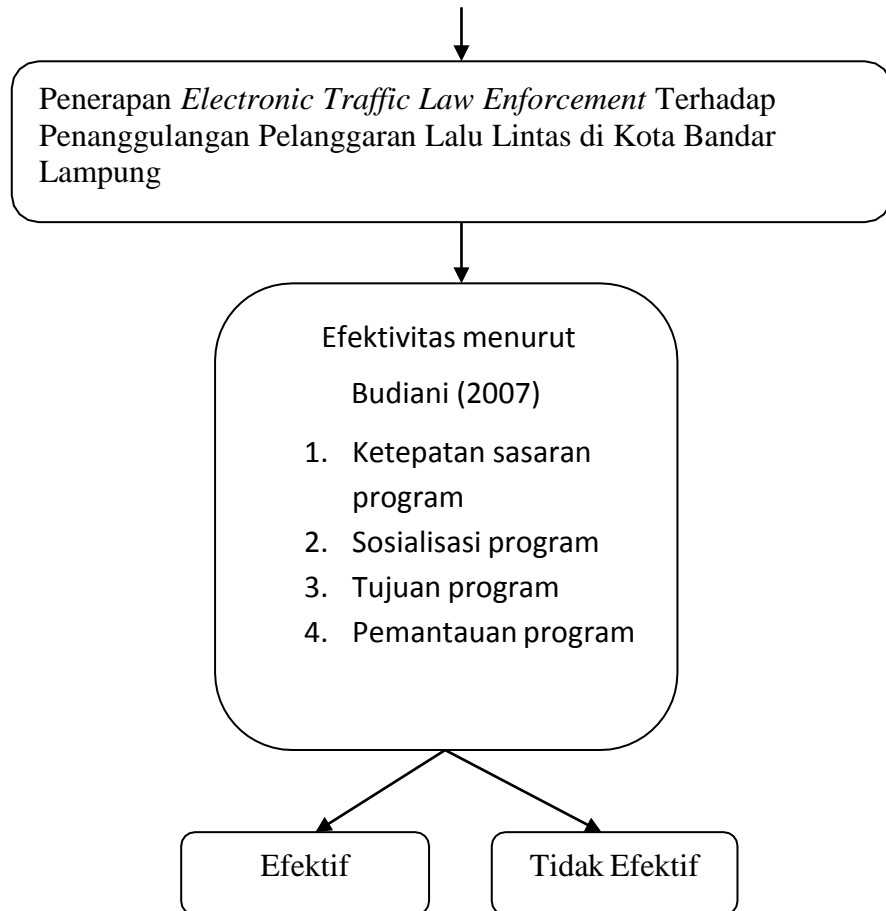 Penerapan Electronic Traffic Law Enforcement Terhadap
Penanggulangan Pelanggaran Lalu Lintas di Kota Bandar
Lampung
Efektivitas menurut
Budiani (2007)
1. Ketepatan sasaran
program
2. Sosialisasi program
3. Tujuan program
4. Pemantauan program
Efektif
Tidak Efektif